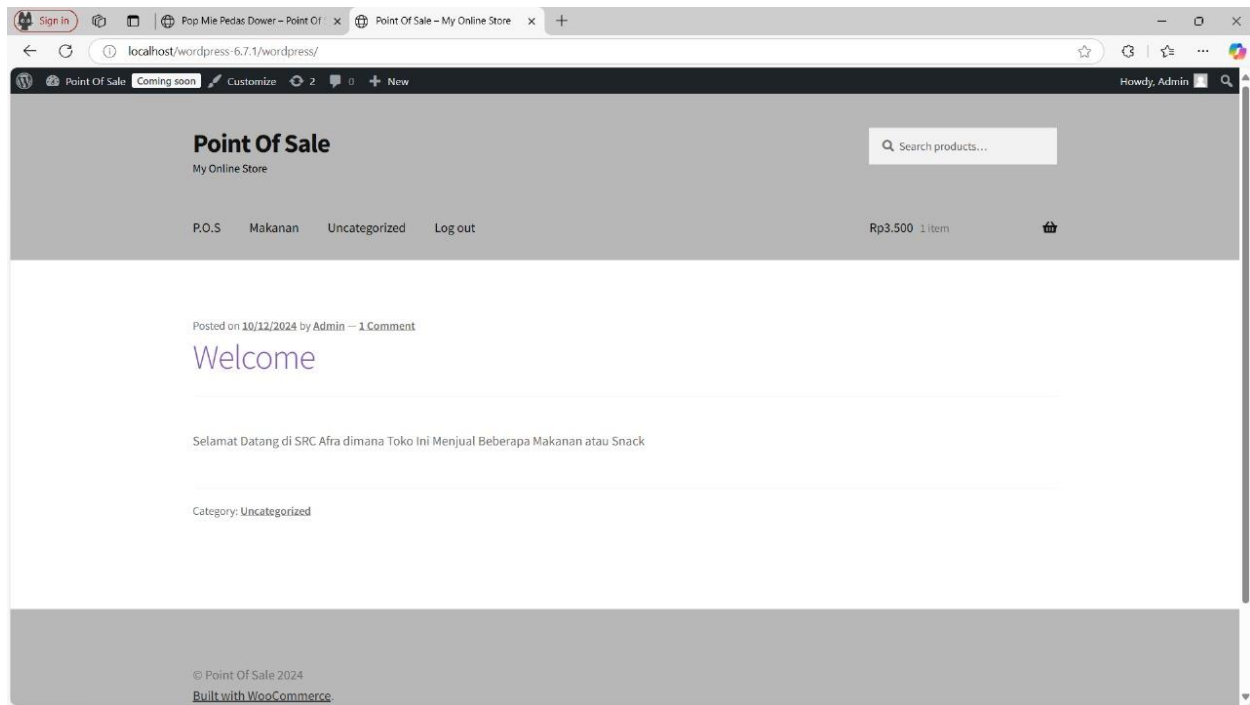 Sign in
Pop Mie Pedas Dower – Point Of
Point Of Sale – My Online Store
localhost/wordpress-6.7.1/wordpress/
Point Of Sale Coming soon Customize 2 0 New
Howdy, Admin
Point Of Sale
My Online Store
Search products...
P.O.S Makanan Uncategorized Log out
Rp3.500 1 item
Posted on 10/12/2024 by Admin — 1 Comment
Welcome
Selamat Datang di SRC Afra dimana Toko Ini Menjual Beberapa Makanan atau Snack
Category: Uncategorized
© Point Of Sale 2024
Built with WooCommerce.